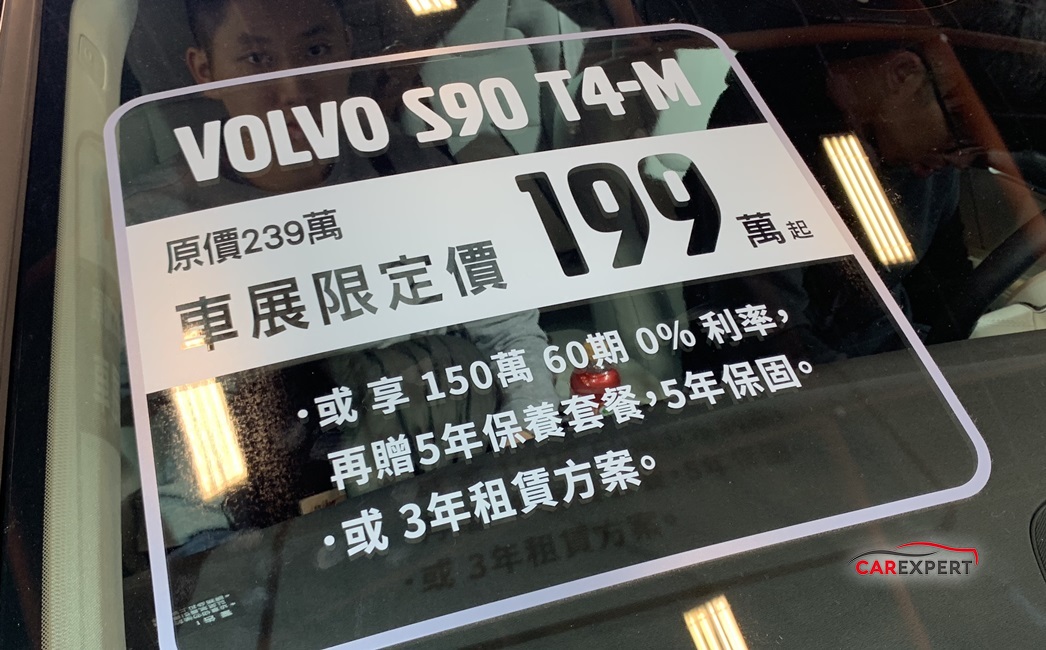 VOLVO S90 T4-M
原價239萬
車展限定價 199 萬起
·或 享 150萬 60期 0% 利率,
再贈5年保養套餐,5年保固。
·或 3年租賃方案。
CAREXPERT